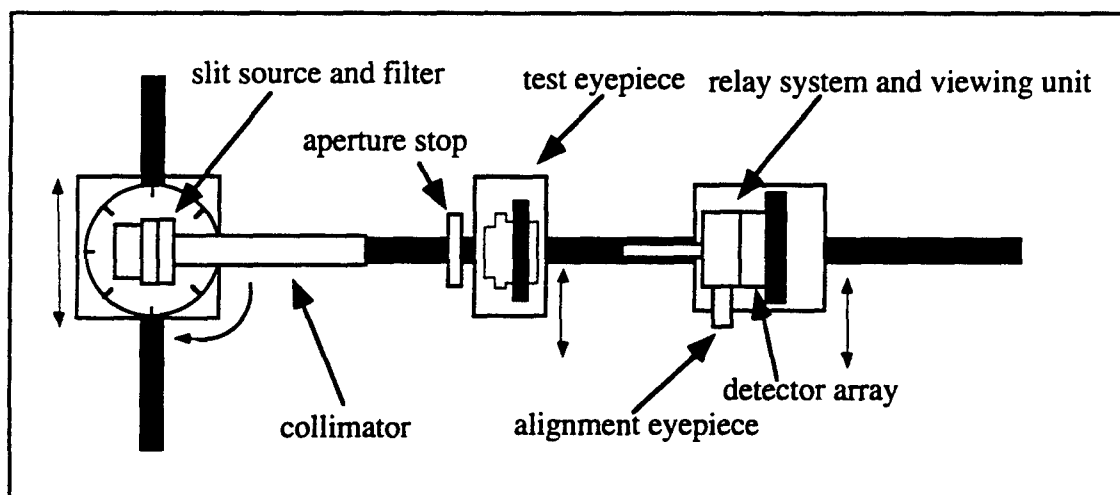 slit source and filter
test eyepiece
relay system and viewing unit
aperture stop
detector array
collimator
alignment eyepiece